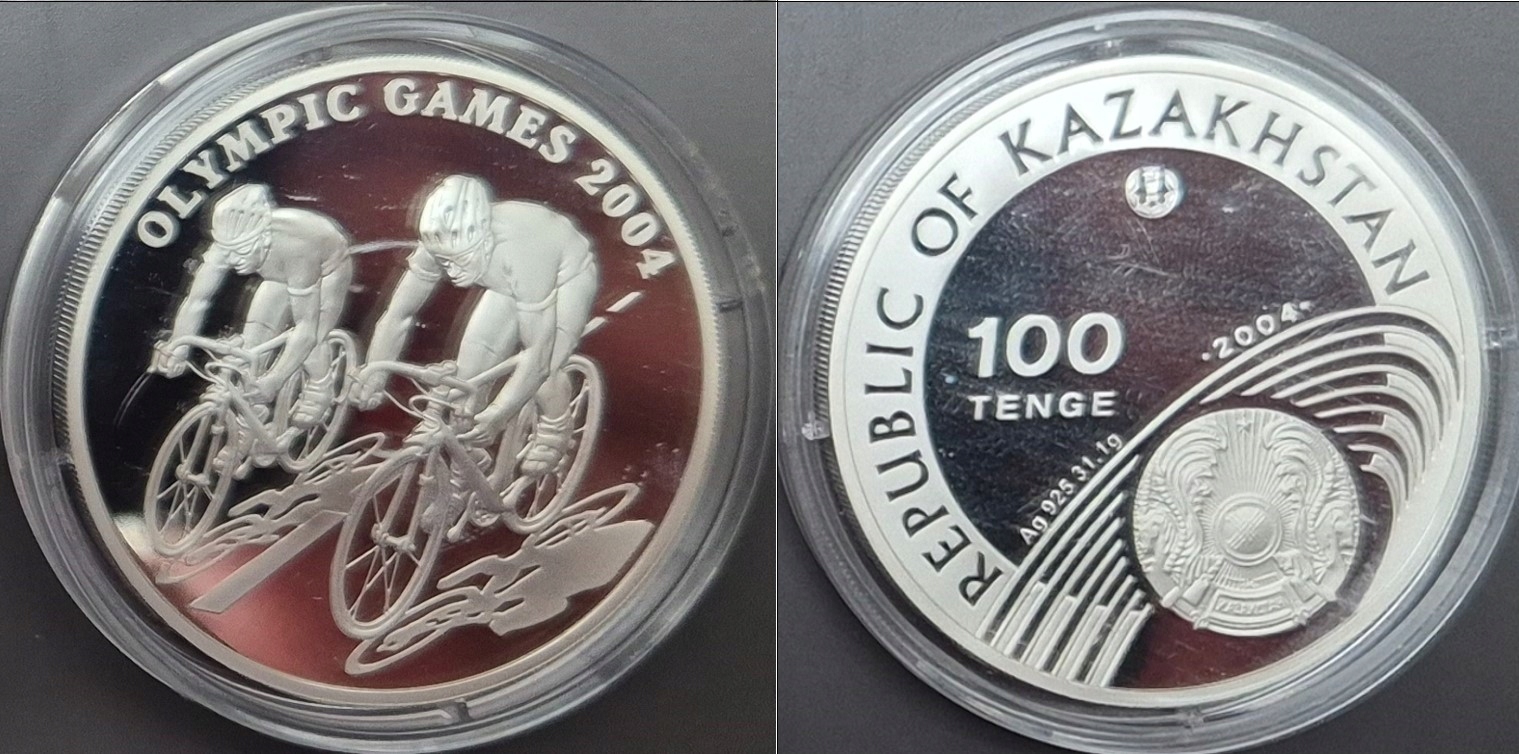 OLYMPIC GAMES 2004
REPUBLIC OF KAZAKHSTAN
100
TENGE
·2004·
Ag 925 31.1g